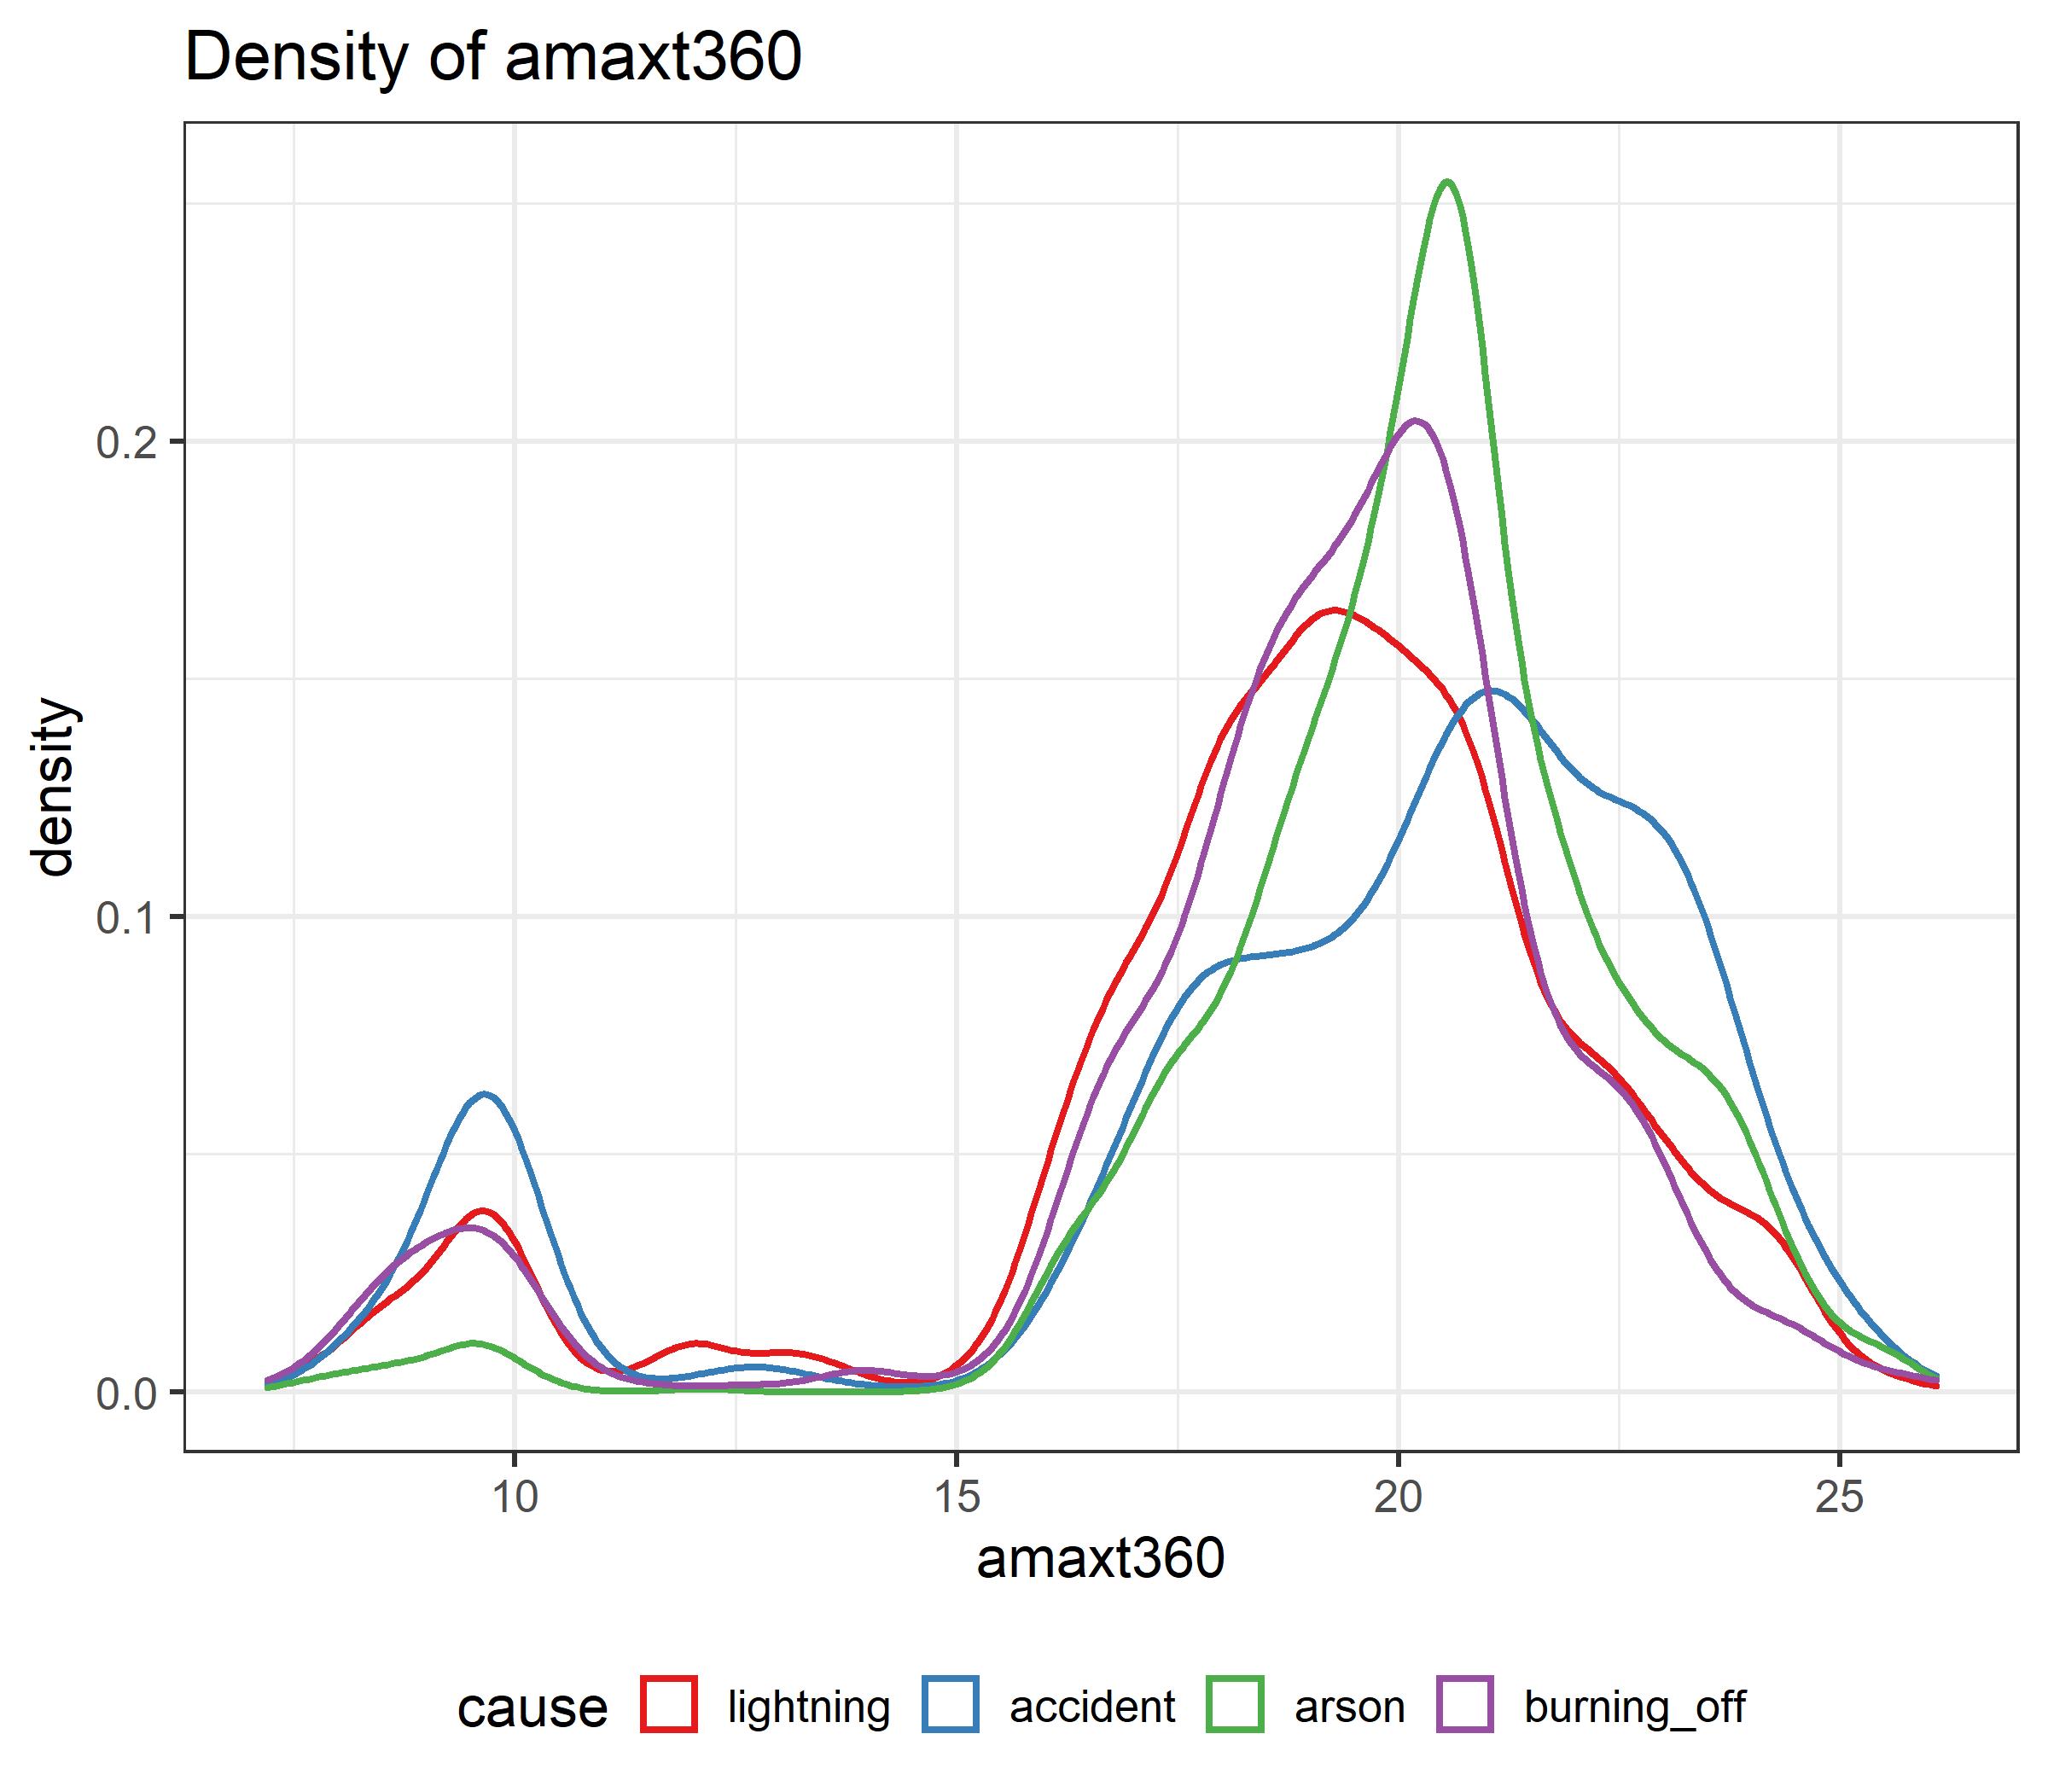 Density of amaxt360
density
0.2
0.1
0.0
10 15 20 25
amaxt360
cause lightning accident arson burning_off